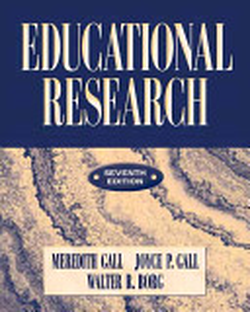 EDUCATIONAL
RESEARCH
SEVENTH
EDITION
MEREDITH GALL JOYCE P. GALL
WALTER R. BORG